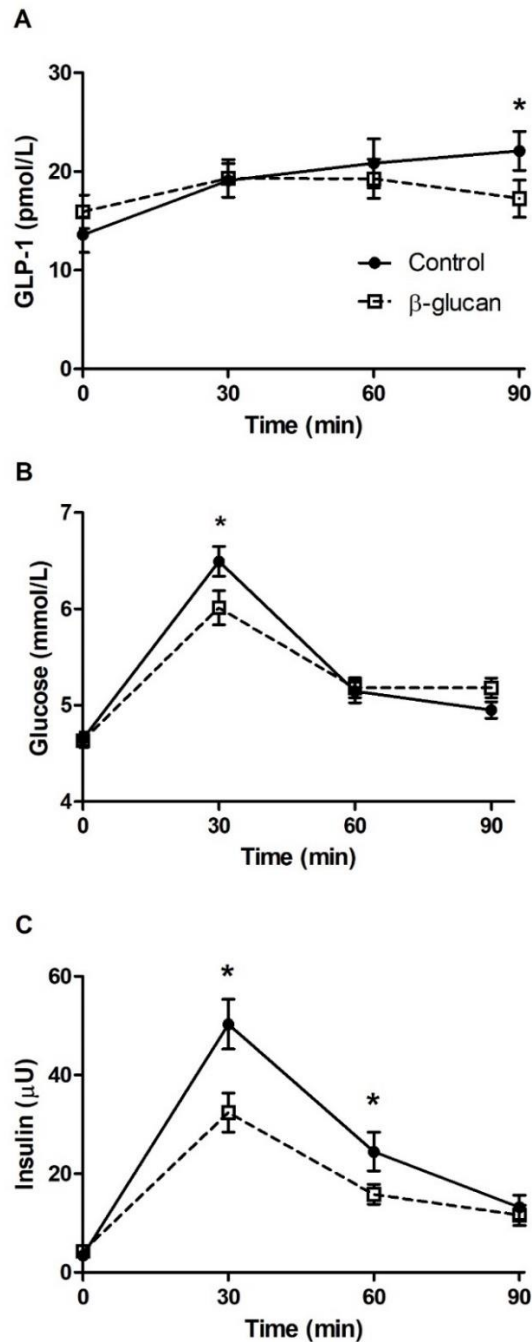 A
GLP-1 (pmol/L)
30
20
10
0
*
Control
β-glucan
0 30 60 90
Time (min)
B
Glucose (mmol/L)
7
6
5
4
*
0 30 60 90
Time (min)
C
Insulin (μU)
60
40
20
0
*
*
0 30 60 90
Time (min)